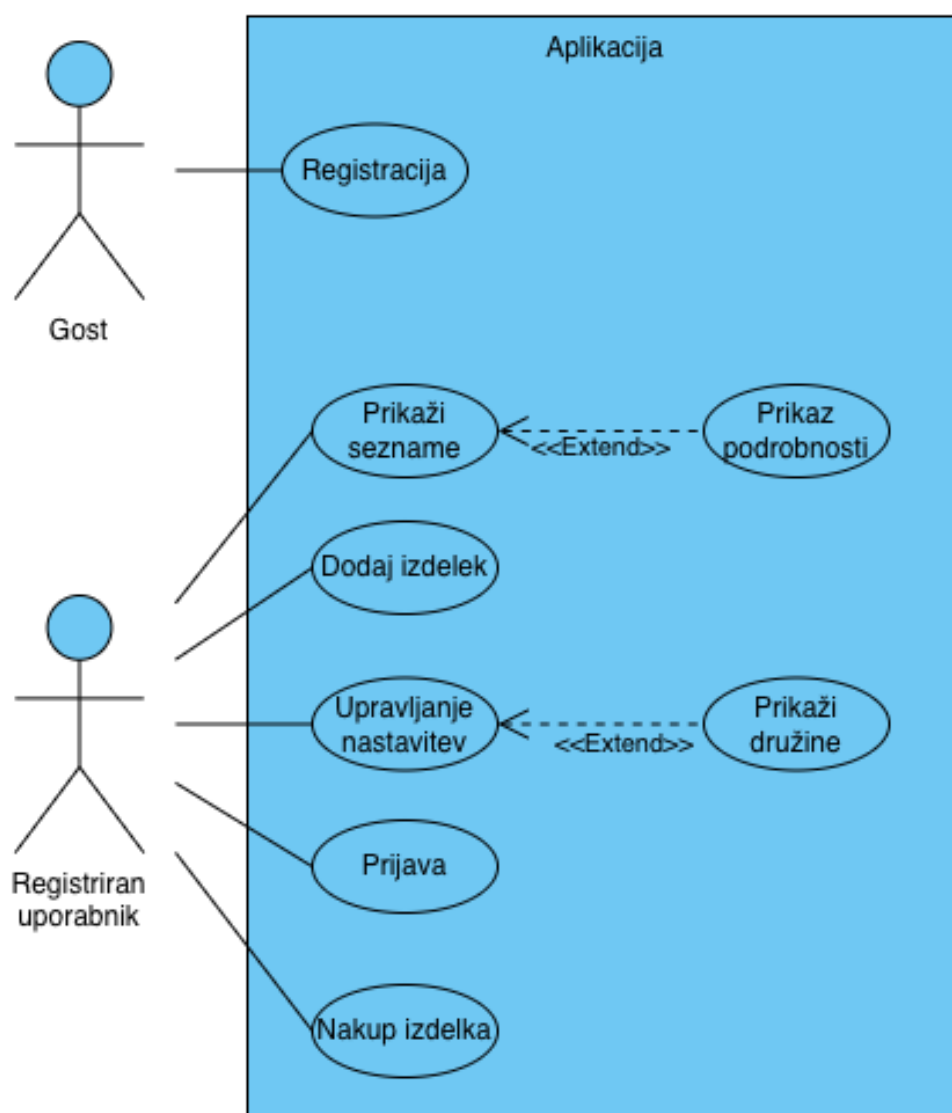 Aplikacija
Registracija
Gost
Prikaži
sezname
<<Extend>>
Prikaz
podrobnosti
Dodaj izdelek
Upravljanje
nastavitev
<<Extend>>
Prikaži
družine
Prijava
Registriran
uporabnik
Nakup izdelka